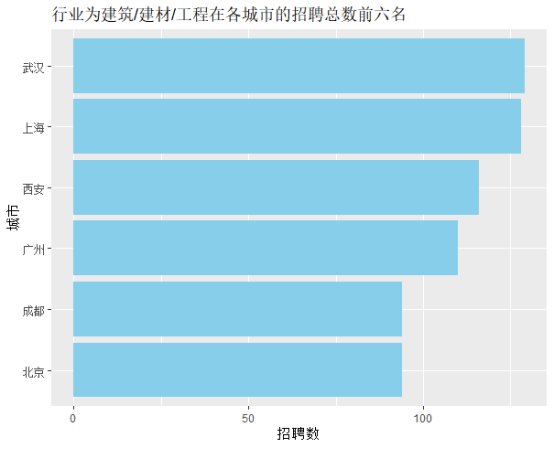 行业为建筑/建材/工程在各城市的招聘总数前六名
武汉
上海
西安
广州
成都
北京
城市
0 50 100
招聘数